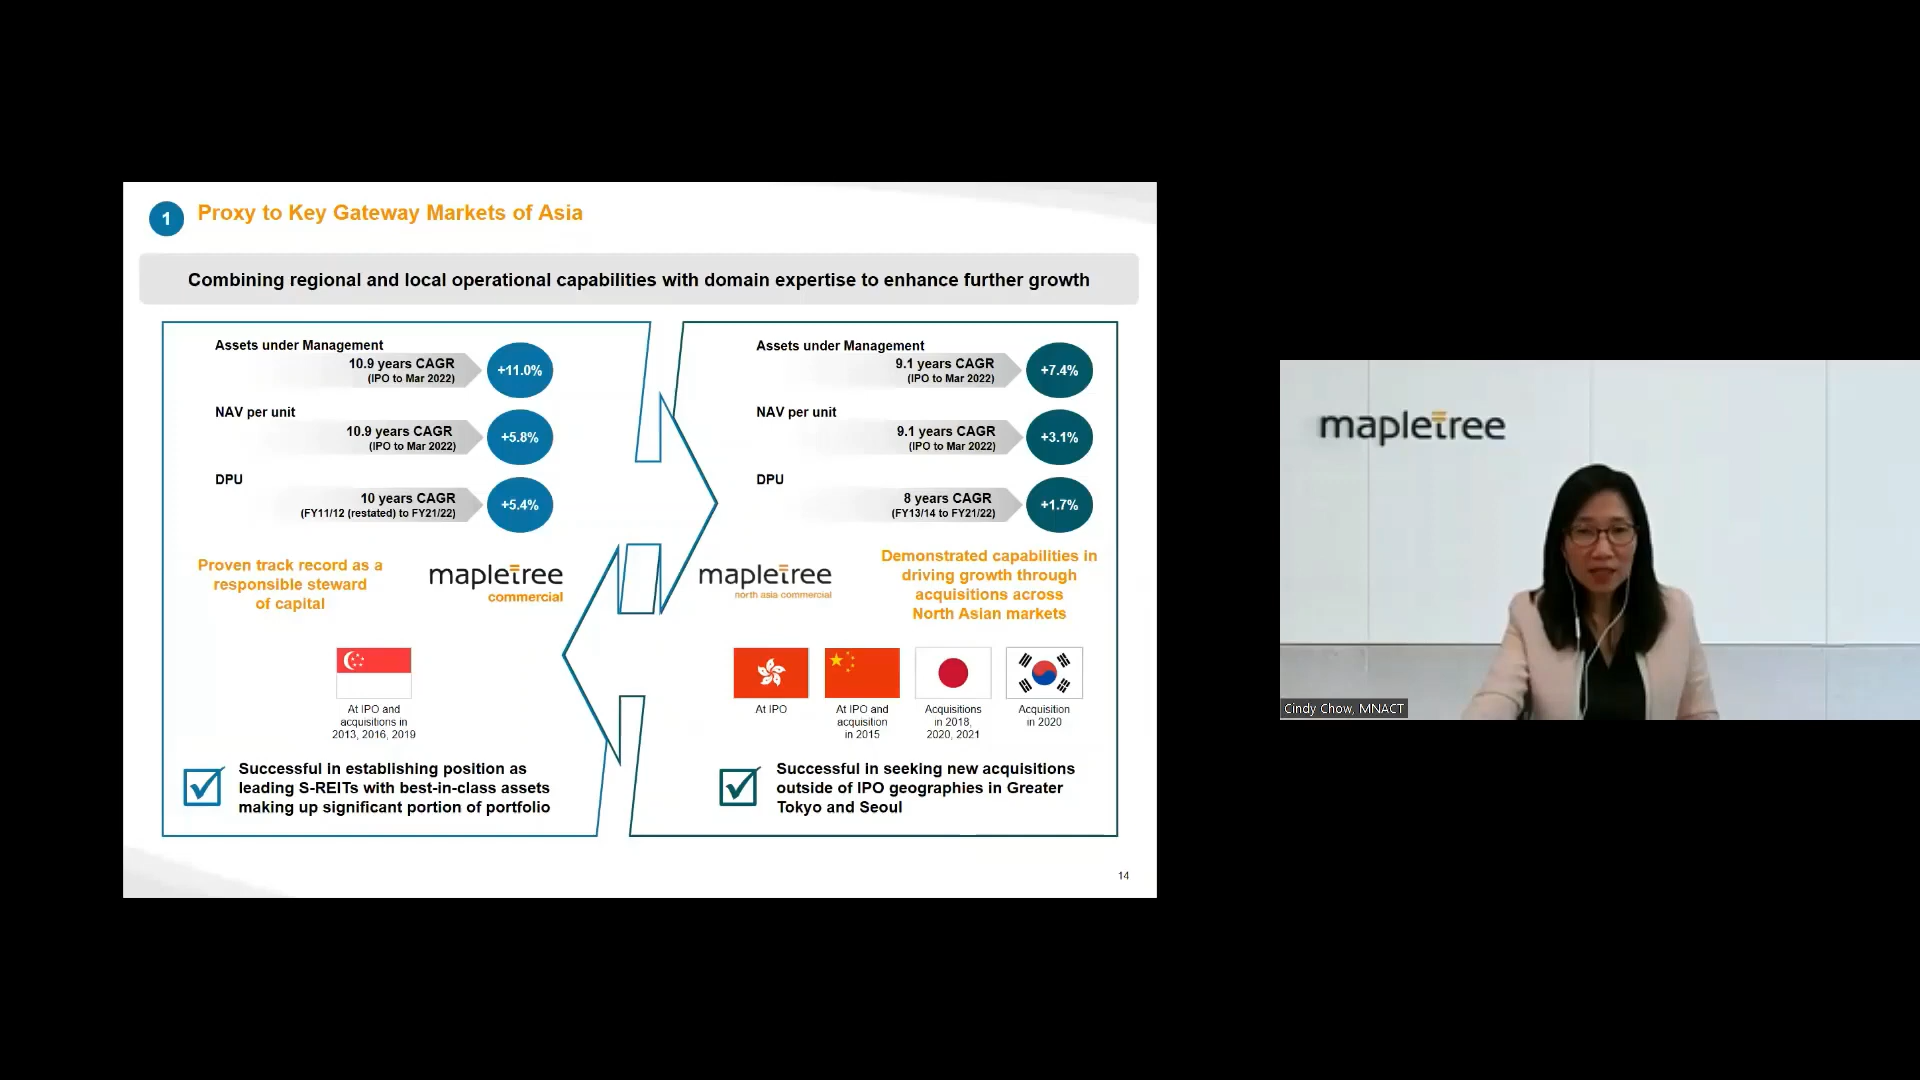 1
Proxy to Key Gateway Markets of Asia
Combining regional and local operational capabilities with domain expertise to enhance further growth
Assets under Management
10.9 years CAGR
(IPO to Mar 2022)
+11.0%
NAV per unit
10.9 years CAGR
(IPO to Mar 2022)
+5.8%
DPU
10 years CAGR
(FY11/12 (restated) to FY21/22)
+5.4%
Proven track record as a
responsible steward
of capital
mapletree
commercial
At IPO and
acquisitions in
2013, 2016, 2019
Successful in establishing position as
leading S-REITs with best-in-class assets
making up significant portion of portfolio
Assets under Management
9.1 years CAGR
(IPO to Mar 2022)
+7.4%
NAV per unit
9.1 years CAGR
(IPO to Mar 2022)
+3.1%
DPU
8 years CAGR
(FY13/14 to FY21/22)
+1.7%
mapletree
north asia commercial
Demonstrated capabilities in
driving growth through
acquisitions across
North Asian markets
At IPO
At IPO and
acquisition
in 2015
Acquisitions
in 2018,
2020, 2021
Acquisition
in 2020
Successful in seeking new acquisitions
outside of IPO geographies in Greater
Tokyo and Seoul
14
mapletree
Cindy Chow, MNACT